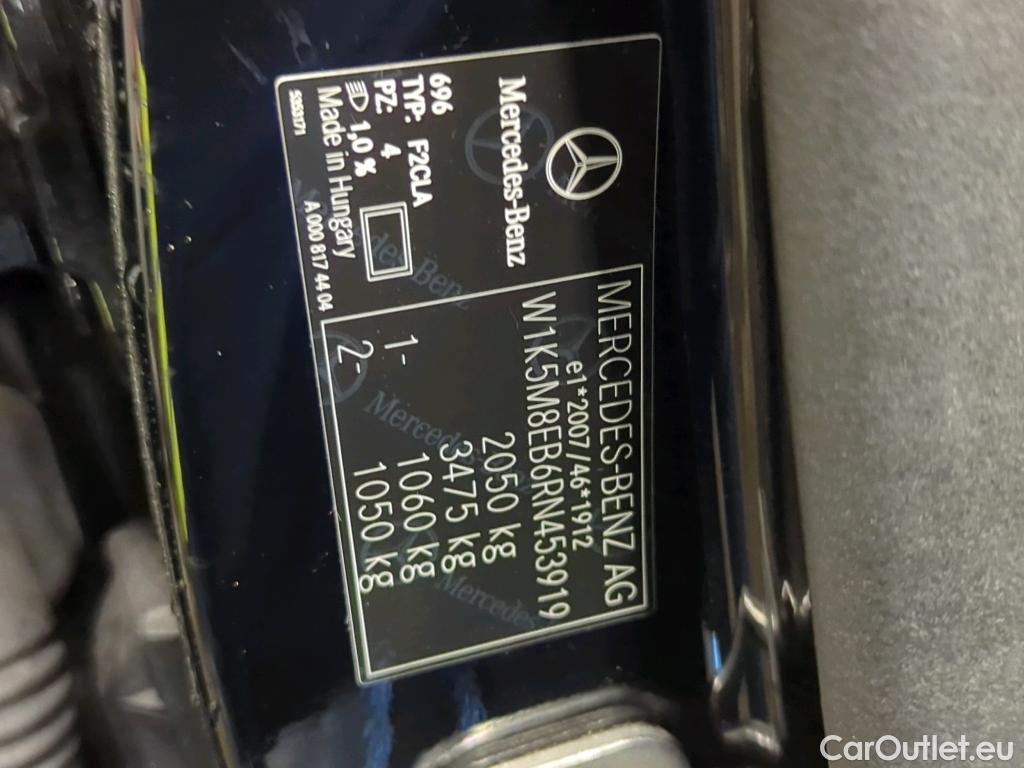 MERCEDES-BENZ AG
e1*2007/46*1912
W1K5M8EB6RN453919
2050 kg
3475 kg
1- 1060 kg
2- 1050 kg
Mercedes-Benz
696
TYP: F2CLA
PZ: 4
1,0 %
Made in Hungary
5353171 A 000 817 44 04
CarOutlet.eu